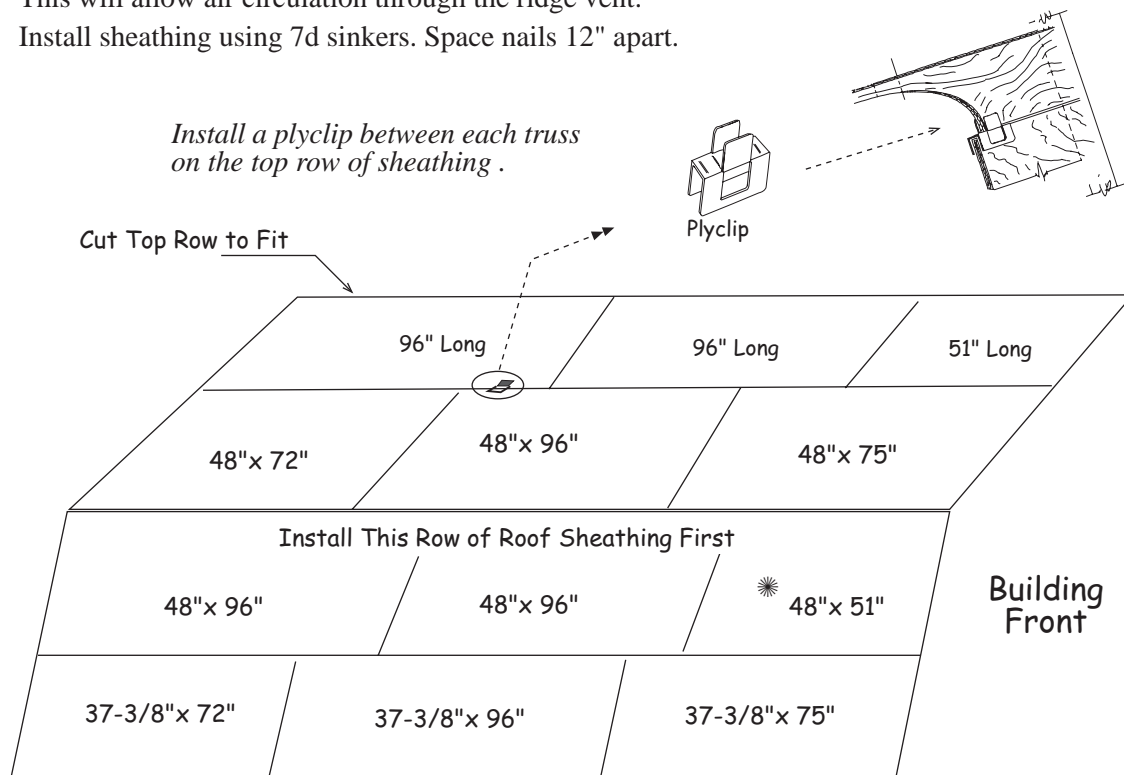 This will allow air circulation through the ridge vent.
Install sheathing using 7d sinkers. Space nails 12" apart.
Install a plyclip between each truss
on the top row of sheathing .
Plyclip
Cut Top Row to Fit
96" Long
96" Long
51" Long
48"x 72"
48"x 96"
48"x 75"
Install This Row of Roof Sheathing First
48"x 96"
48"x 96"
48"x 51"
Building
Front
37-3/8"x 72"
37-3/8"x 96"
37-3/8"x 75"